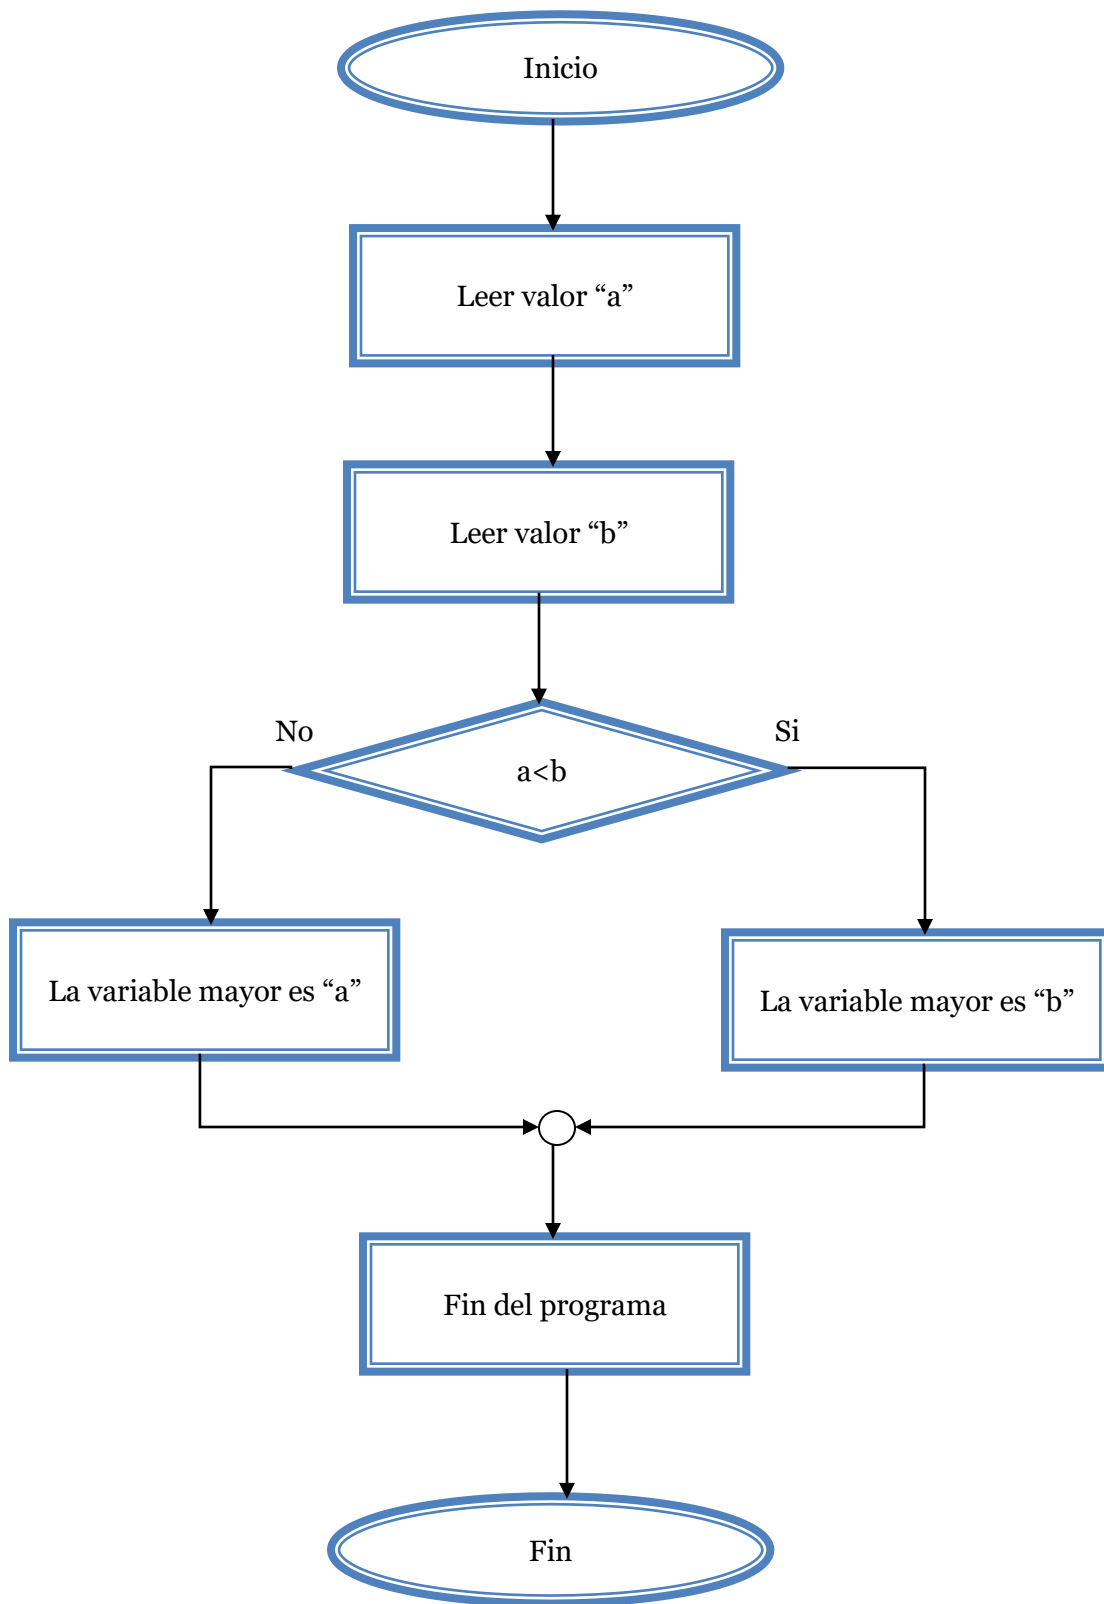 Inicio
Leer valor “a”
Leer valor “b”
No
Si
a<b
La variable mayor es “a”
La variable mayor es “b”
Fin del programa
Fin